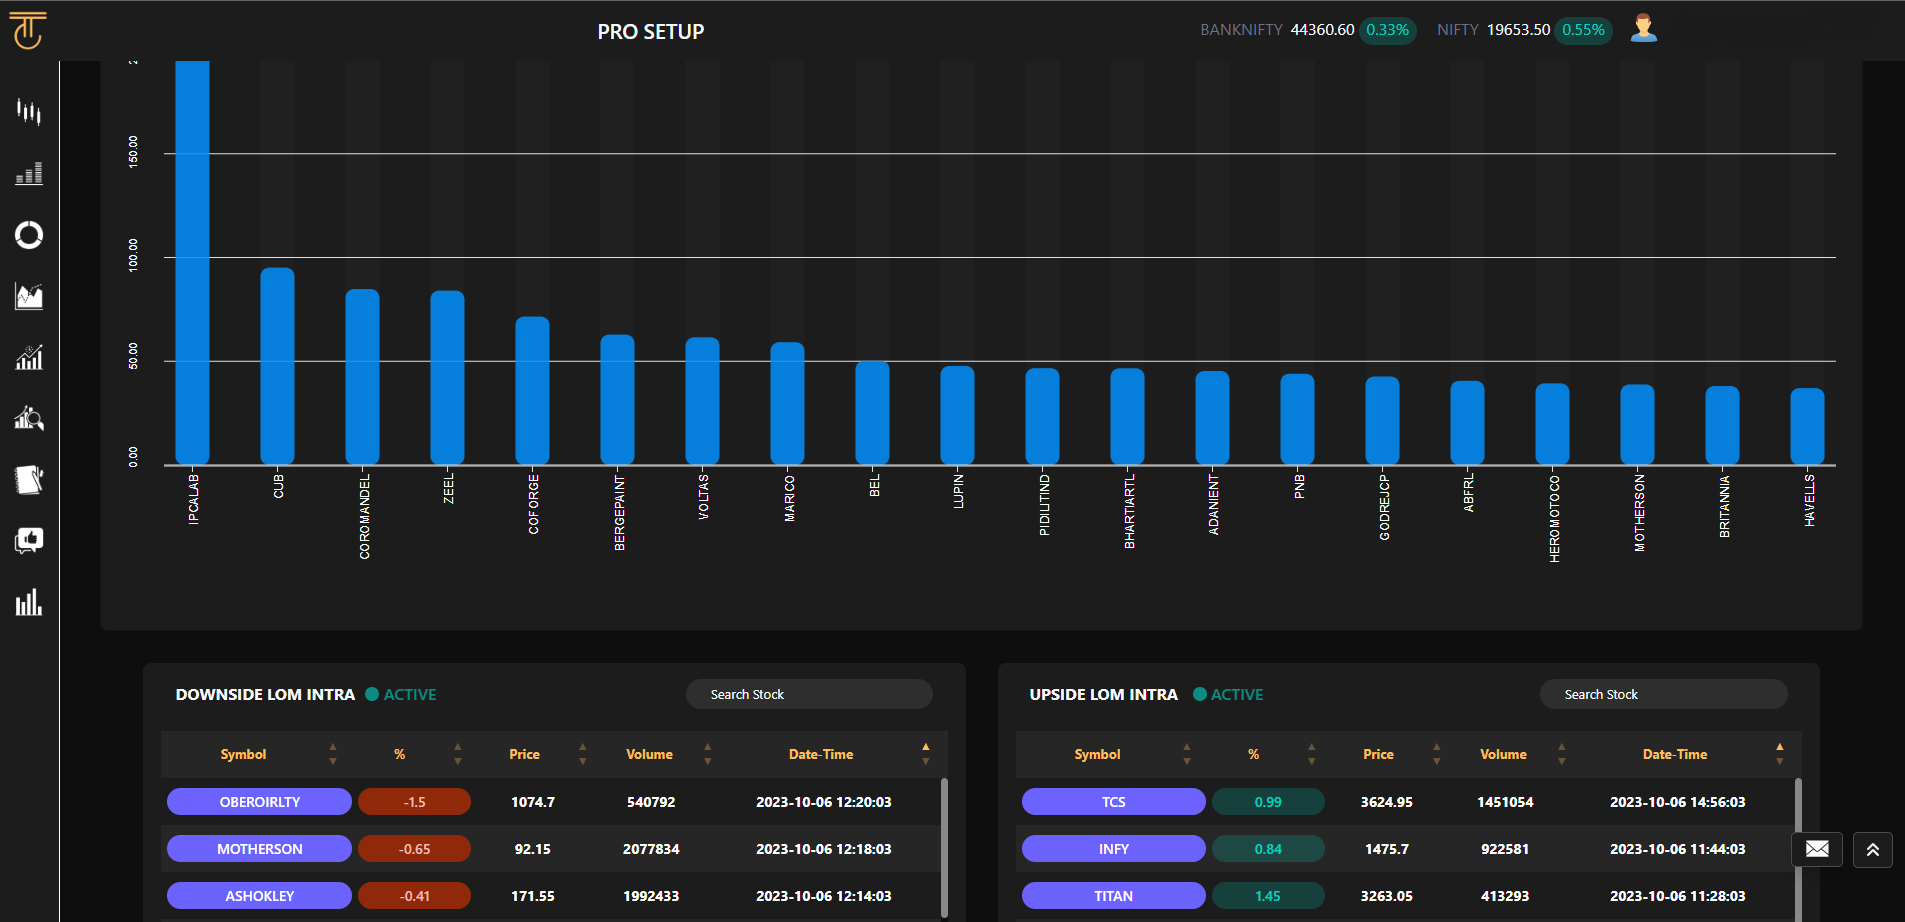 PRO SETUP
BANKNIFTY 44360.60 0.33% NIFTY 19653.50 0.55%
150.00
100.00
50.00
0.00
IPCALAB
CUB
COROMANDEL
ZEEL
COFORGE
BERGEPAINT
VOLTAS
MARICO
BEL
LUPIN
PIDILITIND
BHARTIARTL
ADANIENT
PNB
GODREJCP
ABFRL
HEROMOTOCO
MOTHERSON
BRITANNIA
HAVELLS
DOWNSIDE LOM INTRA ACTIVE Search Stock
Symbol % Price Volume Date-Time
OBEROIRLTY -1.5 1074.7 540792 2023-10-06 12:20:03
MOTHERSON -0.65 92.15 2077834 2023-10-06 12:18:03
ASHOKLEY -0.41 171.55 1992433 2023-10-06 12:14:03
UPSIDE LOM INTRA ACTIVE Search Stock
Symbol % Price Volume Date-Time
TCS 0.99 3624.95 1451054 2023-10-06 14:56:03
INFY 0.84 1475.7 922581 2023-10-06 11:44:03
TITAN 1.45 3263.05 413293 2023-10-06 11:28:03